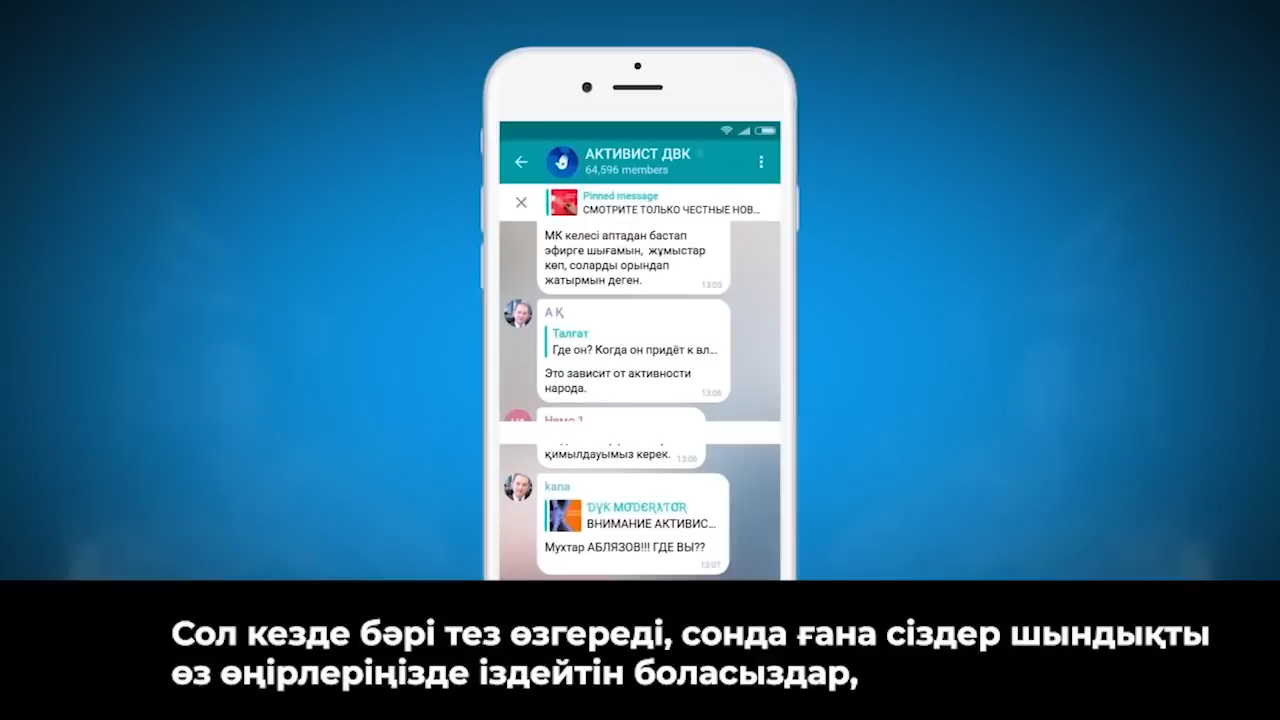 АКТИВИСТ ДВК
64,596 members
Pinned message
СМОТРИТЕ ТОЛЬКО ЧЕСТНЫЕ НОВ...
МК келесі аптадан бастап
эфирге шығамын, жұмыстар
көп, соларды орындап
жатырмын деген.
13:05
А Қ
Талгат
Где он? Когда он придёт к вл...
Это зависит от активности
народа.
13:06
қимылдауымыз керек.
13:06
kana
DYK MODERATOR
ВНИМАНИЕ АКТИВИС...
Мухтар АБЛЯЗОВ!!! ГДЕ ВЫ??
13:07
Сол кезде бәрі тез өзгереді, сонда ғана сіздер шындықты
өз өңірлеріңізде іздейтін боласыздар,